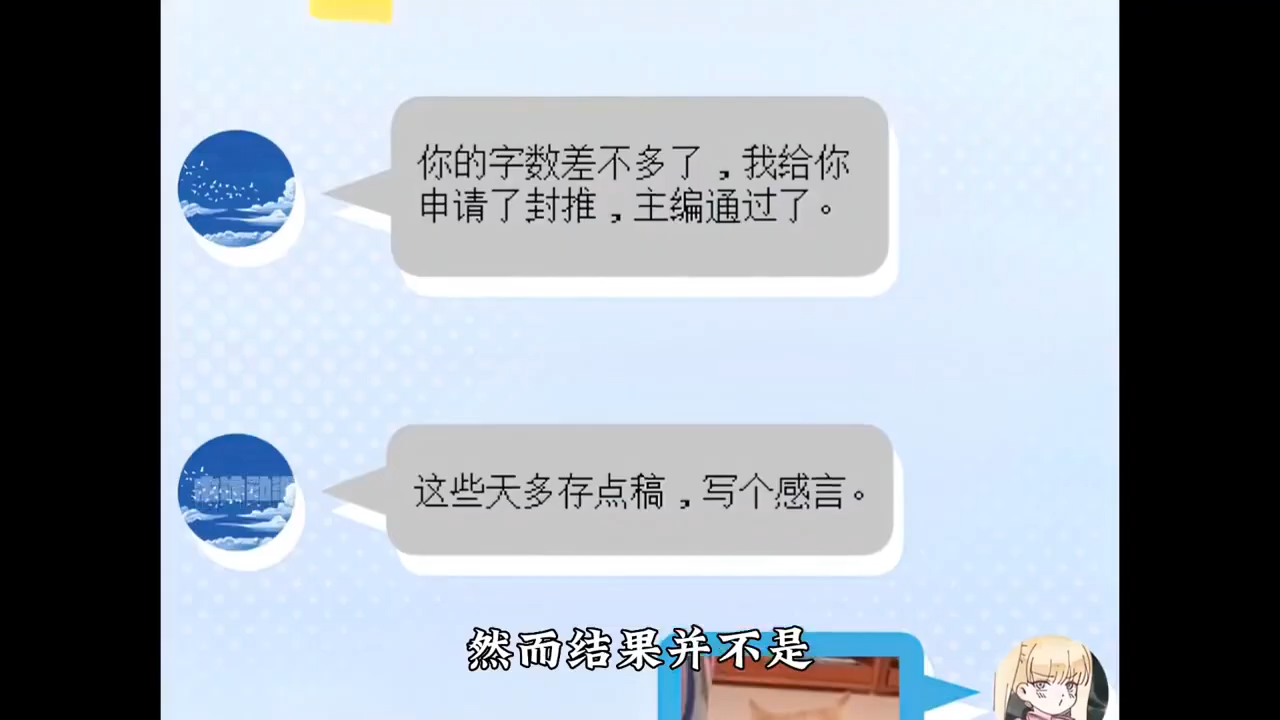 你的字数差不多了，我给你
申请了封推，主编通过了。
这些天多存点稿，写个感言。
然而结果并不是